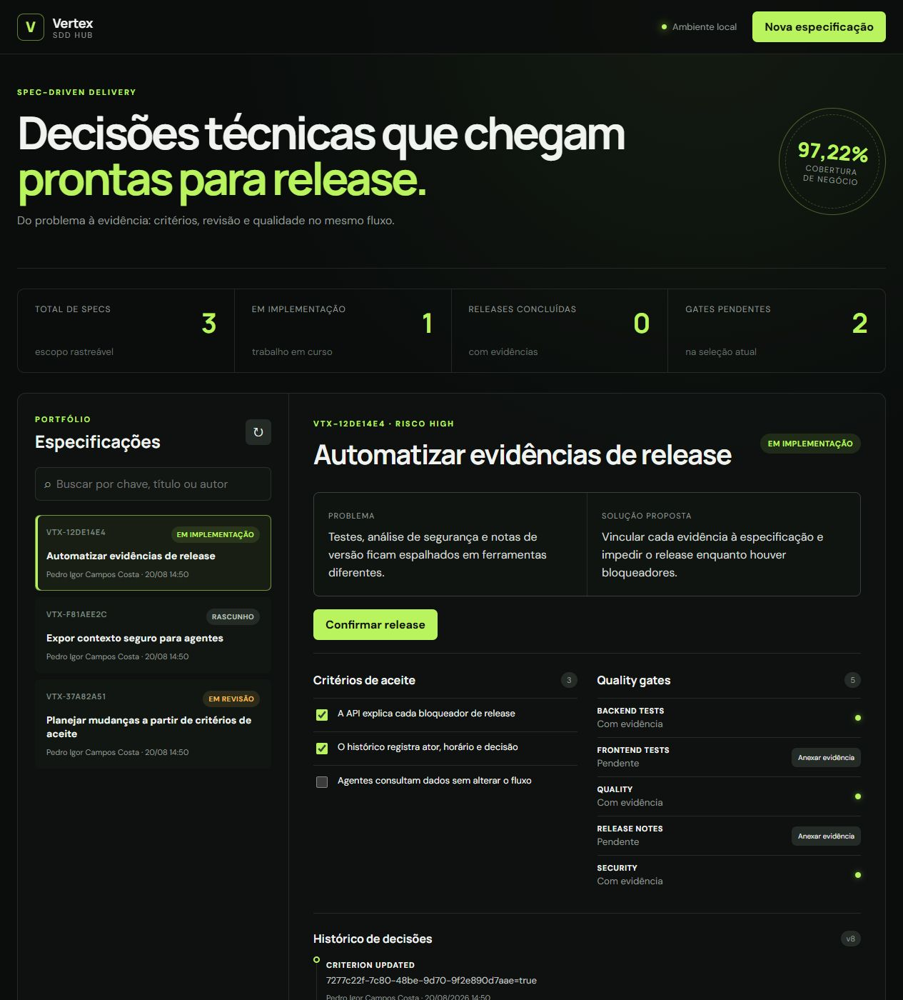 V
Vertex
SDD HUB
Ambiente local
Nova especificação
SPEC-DRIVEN DELIVERY
Decisões técnicas que chegam
prontas para release.
Do problema à evidência: critérios, revisão e qualidade no mesmo fluxo.
97,22%
COBERTURA
DE NEGÓCIO
TOTAL DE SPECS
3
escopo rastreável
EM IMPLEMENTAÇÃO
1
trabalho em curso
RELEASES CONCLUÍDAS
0
com evidências
GATES PENDENTES
2
na seleção atual
PORTFÓLIO
Especificações
Buscar por chave, título ou autor
VTX-12DE14E4
EM IMPLEMENTAÇÃO
Automatizar evidências de release
Pedro Igor Campos Costa · 20/08 14:50
VTX-F81AEE2C
RASCUNHO
Expor contexto seguro para agentes
Pedro Igor Campos Costa · 20/08 14:50
VTX-37A82A51
EM REVISÃO
Planejar mudanças a partir de critérios de
aceite
Pedro Igor Campos Costa · 20/08 14:50
VTX-12DE14E4 · RISCO HIGH
Automatizar evidências de release
EM IMPLEMENTAÇÃO
PROBLEMA
Testes, análise de segurança e notas de
versão ficam espalhados em ferramentas
diferentes.
SOLUÇÃO PROPOSTA
Vincular cada evidência à especificação e
impedir o release enquanto houver
bloqueadores.
Confirmar release
Critérios de aceite
3
A API explica cada bloqueador de release
O histórico registra ator, horário e decisão
Agentes consultam dados sem alterar o fluxo
Quality gates
5
BACKEND TESTS
Com evidência
FRONTEND TESTS
Pendente
Anexar evidência
QUALITY
Com evidência
RELEASE NOTES
Pendente
Anexar evidência
SECURITY
Com evidência
Histórico de decisões
v8
CRITERION UPDATED
7277c22f-7c80-48be-9d70-9f2e890d7aae=true
Pedro Igor Campos Costa · 20/08/2026 14:50